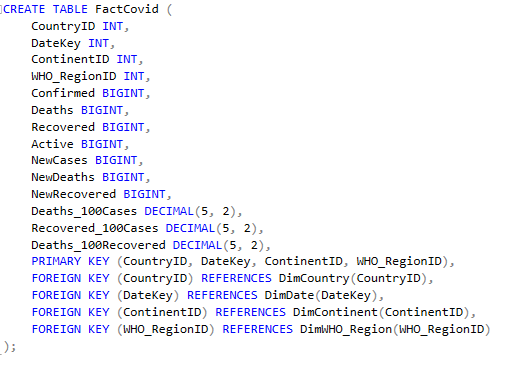 CREATE TABLE FactCovid (
    CountryID INT,
    DateKey INT,
    ContinentID INT,
    WHO_RegionID INT,
    Confirmed BIGINT,
    Deaths BIGINT,
    Recovered BIGINT,
    Active BIGINT,
    NewCases BIGINT,
    NewDeaths BIGINT,
    NewRecovered BIGINT,
    Deaths_100Cases DECIMAL(5, 2),
    Recovered_100Cases DECIMAL(5, 2),
    Deaths_100Recovered DECIMAL(5, 2),
    PRIMARY KEY (CountryID, DateKey, ContinentID, WHO_RegionID),
    FOREIGN KEY (CountryID) REFERENCES DimCountry(CountryID),
    FOREIGN KEY (DateKey) REFERENCES DimDate(DateKey),
    FOREIGN KEY (ContinentID) REFERENCES DimContinent(ContinentID),
    FOREIGN KEY (WHO_RegionID) REFERENCES DimWHO_Region(WHO_RegionID)
);